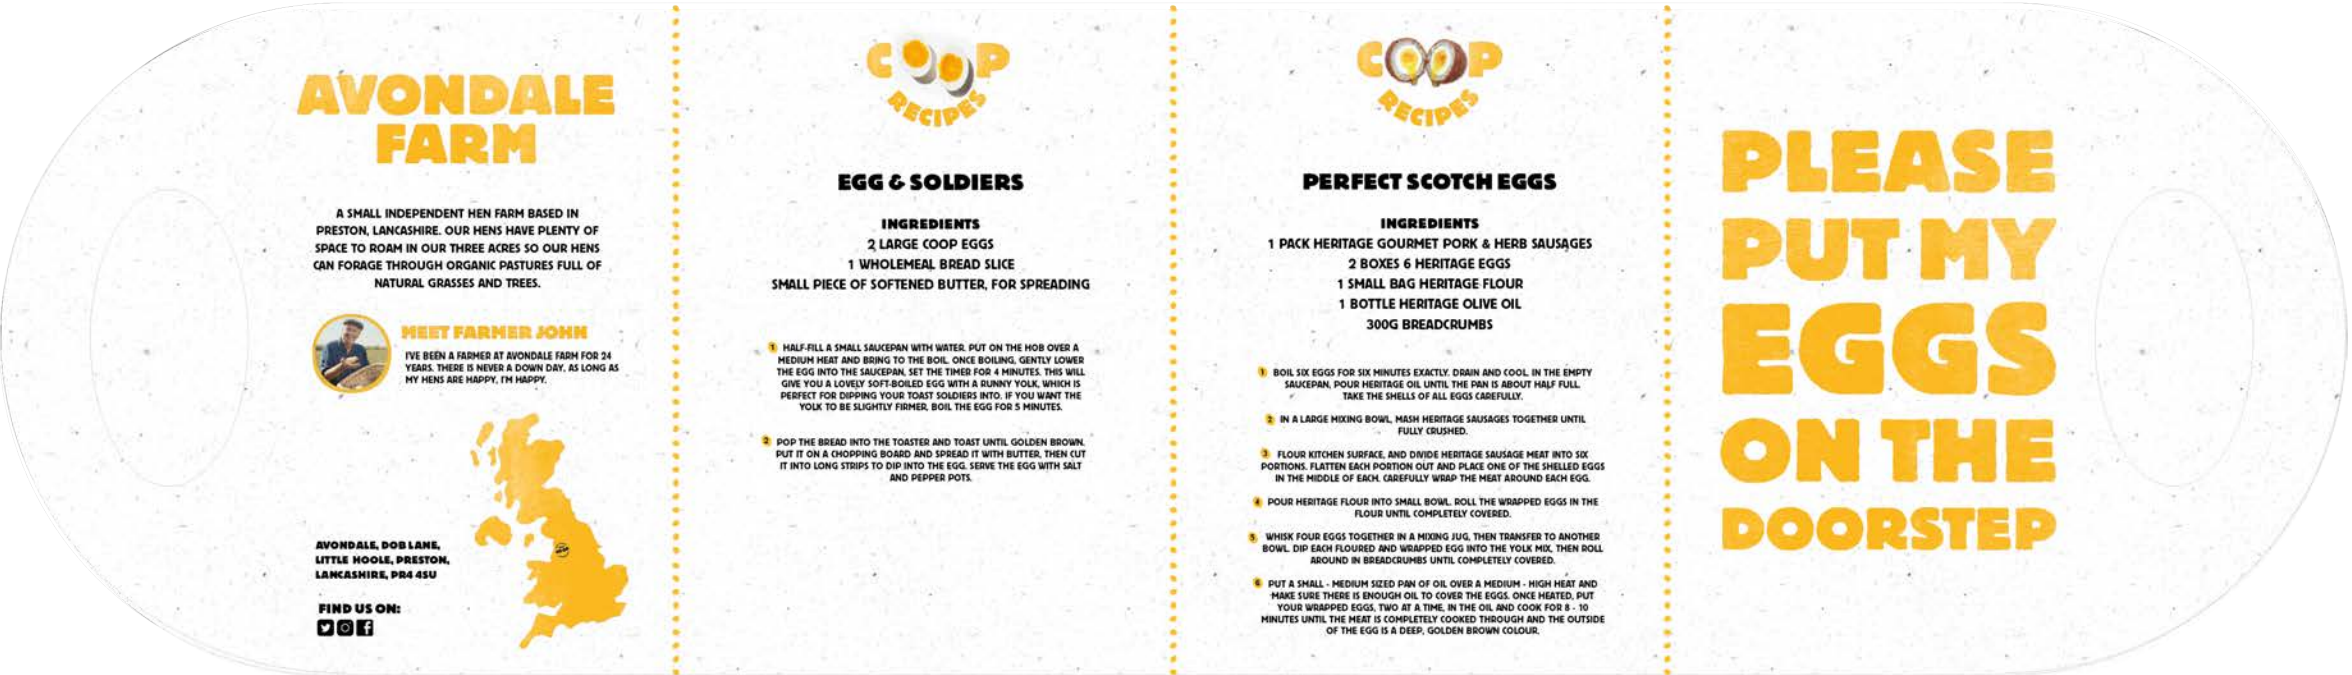 AVONDALE
FARM
A SMALL INDEPENDENT HEN FARM BASED IN
PRESTON, LANCASHIRE. OUR HENS HAVE PLENTY OF
SPACE TO ROAM IN OUR THREE ACRES SO OUR HENS
CAN FORAGE THROUGH ORGANIC PASTURES FULL OF
NATURAL GRASSES AND TREES.
MEET FARMER JOHN
I'VE BEEN A FARMER AT AVONDALE FARM FOR 24
YEARS. THERE IS NEVER A DOWN DAY, AS LONG AS
MY HENS ARE HAPPY, I'M HAPPY.
AVONDALE, DOB LANE,
LITTLE HOOLE, PRESTON,
LANCASHIRE, PR4 4SU
FIND US ON:
COOP
RECIPES
EGG & SOLDIERS
INGREDIENTS
2 LARGE COOP EGGS
1 WHOLEMEAL BREAD SLICE
SMALL PIECE OF SOFTENED BUTTER, FOR SPREADING
1 HALF-FILL A SMALL SAUCEPAN WITH WATER. PUT ON THE HOB OVER A
MEDIUM HEAT AND BRING TO THE BOIL. ONCE BOILING, GENTLY LOWER
THE EGG INTO THE SAUCEPAN, SET THE TIMER FOR 4 MINUTES. THIS WILL
GIVE YOU A LOVELY SOFT-BOILED EGG WITH A RUNNY YOLK, WHICH IS
PERFECT FOR DIPPING YOUR TOAST SOLDIERS INTO. IF YOU WANT THE
YOLK TO BE SLIGHTLY FIRMER, BOIL THE EGG FOR 5 MINUTES.
2 POP THE BREAD INTO THE TOASTER AND TOAST UNTIL GOLDEN BROWN.
PUT IT ON A CHOPPING BOARD AND SPREAD IT WITH BUTTER, THEN CUT
IT INTO LONG STRIPS TO DIP INTO THE EGG. SERVE THE EGG WITH SALT
AND PEPPER POTS.
COOP
RECIPES
PERFECT SCOTCH EGGS
INGREDIENTS
1 PACK HERITAGE GOURMET PORK & HERB SAUSAGES
2 BOXES 6 HERITAGE EGGS
1 SMALL BAG HERITAGE FLOUR
1 BOTTLE HERITAGE OLIVE OIL
300G BREADCRUMBS
1 BOIL SIX EGGS FOR SIX MINUTES EXACTLY. DRAIN AND COOL. IN THE EMPTY
SAUCEPAN, POUR HERITAGE OIL UNTIL THE PAN IS ABOUT HALF FULL.
TAKE THE SHELLS OF ALL EGGS CAREFULLY.
2 IN A LARGE MIXING BOWL, MASH HERITAGE SAUSAGES TOGETHER UNTIL
FULLY CRUSHED.
3 FLOUR KITCHEN SURFACE, AND DIVIDE HERITAGE SAUSAGE MEAT INTO SIX
PORTIONS. FLATTEN EACH PORTION OUT AND PLACE ONE OF THE SHELLED EGGS
IN THE MIDDLE OF EACH. CAREFULLY WRAP THE MEAT AROUND EACH EGG.
4 POUR HERITAGE FLOUR INTO SMALL BOWL. ROLL THE WRAPPED EGGS IN THE
FLOUR UNTIL COMPLETELY COVERED.
5 WHISK FOUR EGGS TOGETHER IN A MIXING JUG, THEN TRANSFER TO ANOTHER
BOWL. DIP EACH FLOURED AND WRAPPED EGG INTO THE YOLK MIX, THEN ROLL
AROUND IN BREADCRUMBS UNTIL COMPLETELY COVERED.
6 PUT A SMALL - MEDIUM SIZED PAN OF OIL OVER A MEDIUM - HIGH HEAT AND
MAKE SURE THERE IS ENOUGH OIL TO COVER THE EGGS. ONCE HEATED, PUT
YOUR WRAPPED EGGS, TWO AT A TIME, IN THE OIL AND COOK FOR 8 - 10
MINUTES UNTIL THE MEAT IS COMPLETELY COOKED THROUGH AND THE OUTSIDE
OF THE EGG IS A DEEP, GOLDEN BROWN COLOUR.
PLEASE
PUT MY
EGGS
ON THE
DOORSTEP